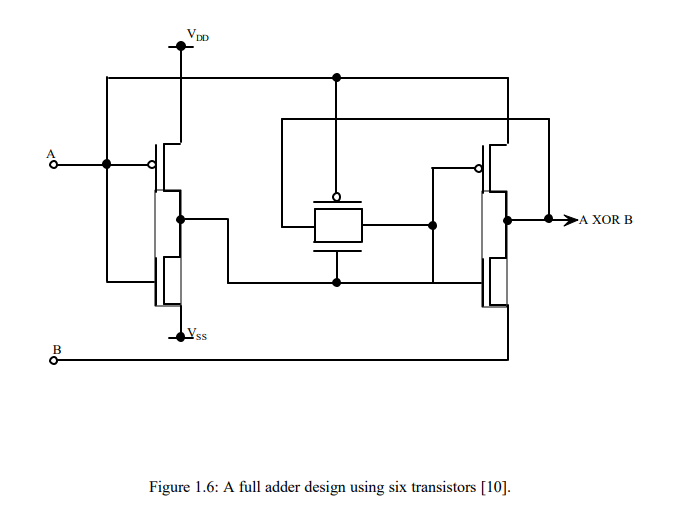 VDD
A
A XOR B
VSS
B
Figure 1.6: A full adder design using six transistors [10].